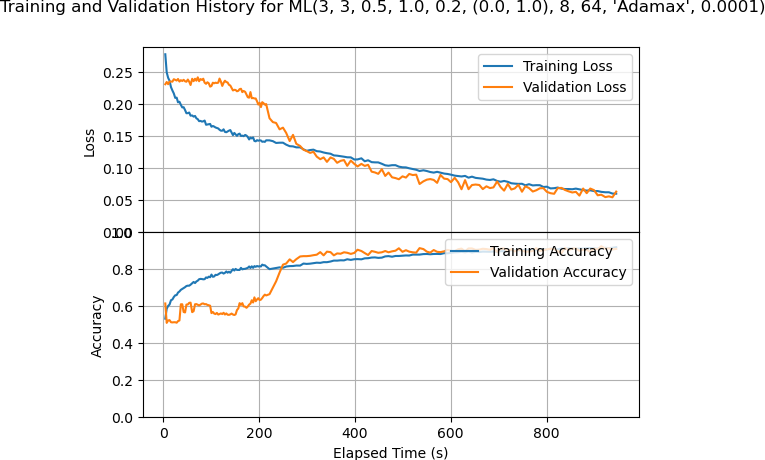 Training and Validation History for ML(3, 3, 0.5, 1.0, 0.2, (0.0, 1.0), 8, 64, 'Adamax', 0.0001)
0.25
0.20
0.15
0.10
0.05
0.00
Loss
Training Loss
Validation Loss
1.0
0.8
0.6
0.4
0.2
0.0
Accuracy
Training Accuracy
Validation Accuracy
0
200
400
600
800
Elapsed Time (s)